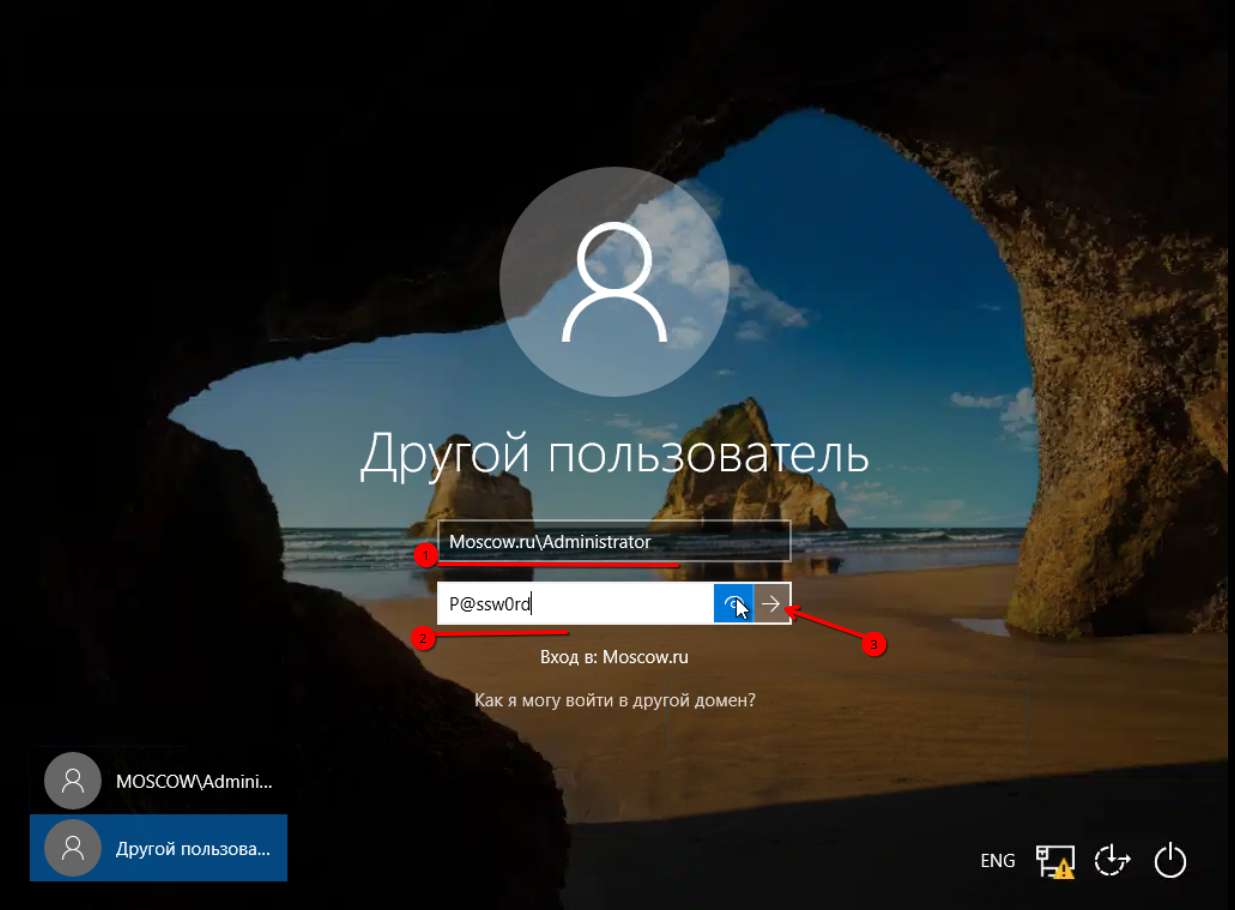 Другой пользователь
Moscow.ru\Administrator
1
P@ssw0rd
2
3
Вход в: Moscow.ru
Как я могу войти в другой домен?
MOSCOW\Admini...
Другой пользова...
ENG